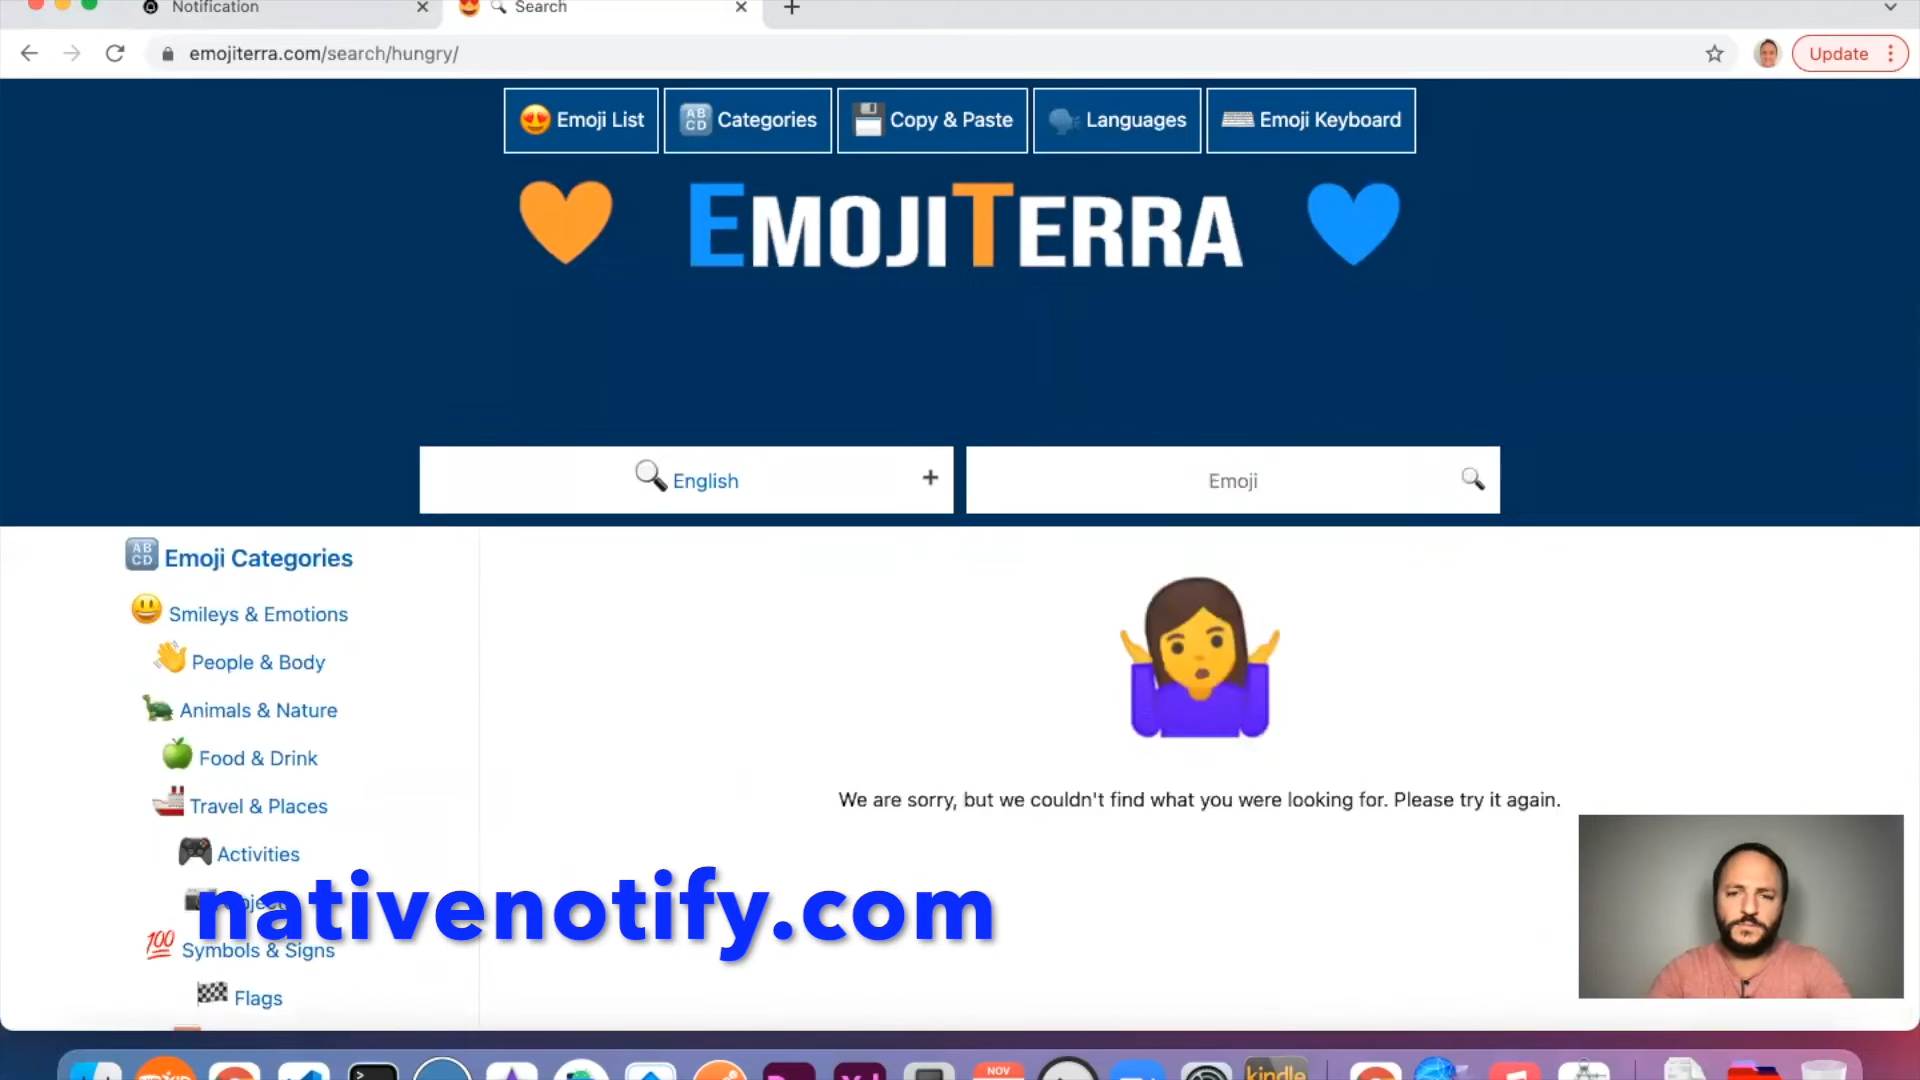 Notification
Search
emojiterra.com/search/hungry/
Update
Emoji List
Categories
Copy & Paste
Languages
Emoji Keyboard
EMOJITERRA
English
Emoji
Emoji Categories
Smileys & Emotions
People & Body
Animals & Nature
Food & Drink
Travel & Places
Activities
nativenotify.com
Symbols & Signs
Flags
We are sorry, but we couldn't find what you were looking for. Please try it again.
NOV
kindle